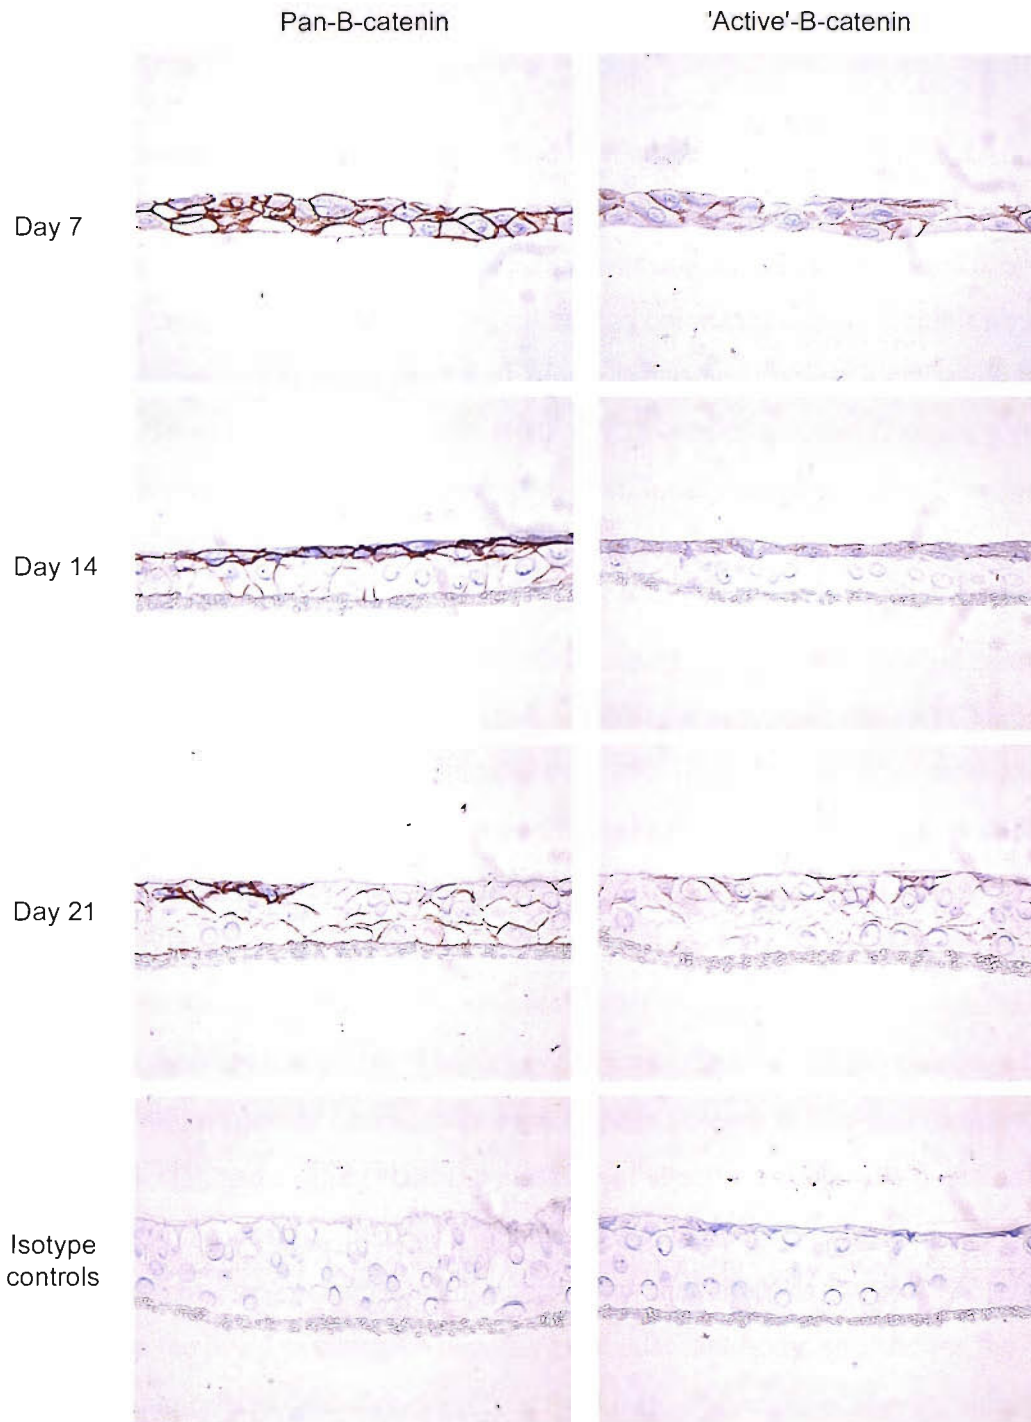 Pan-B-catenin
'Active'-B-catenin
Day 7
Day 14
Day 21
Isotype
controls